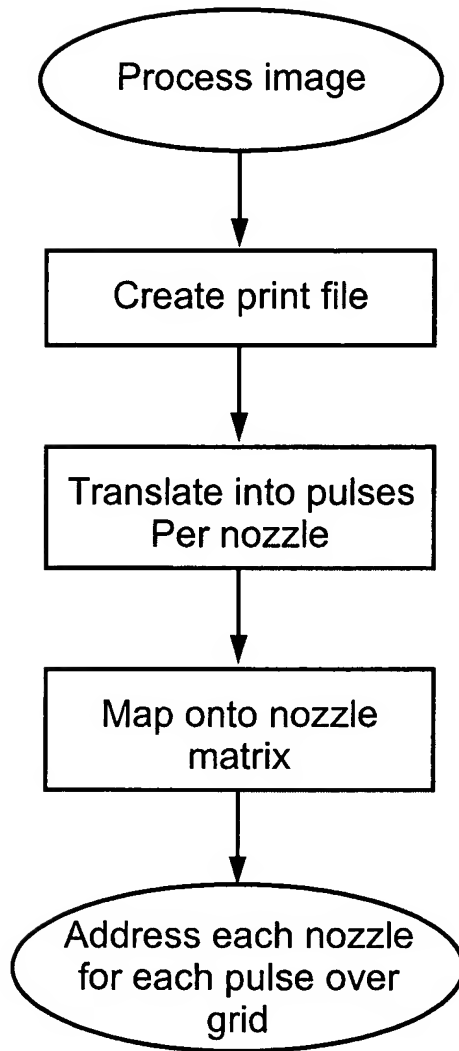 Process image
Create print file
Translate into pulses
Per nozzle
Map onto nozzle
matrix
Address each nozzle
for each pulse over
grid